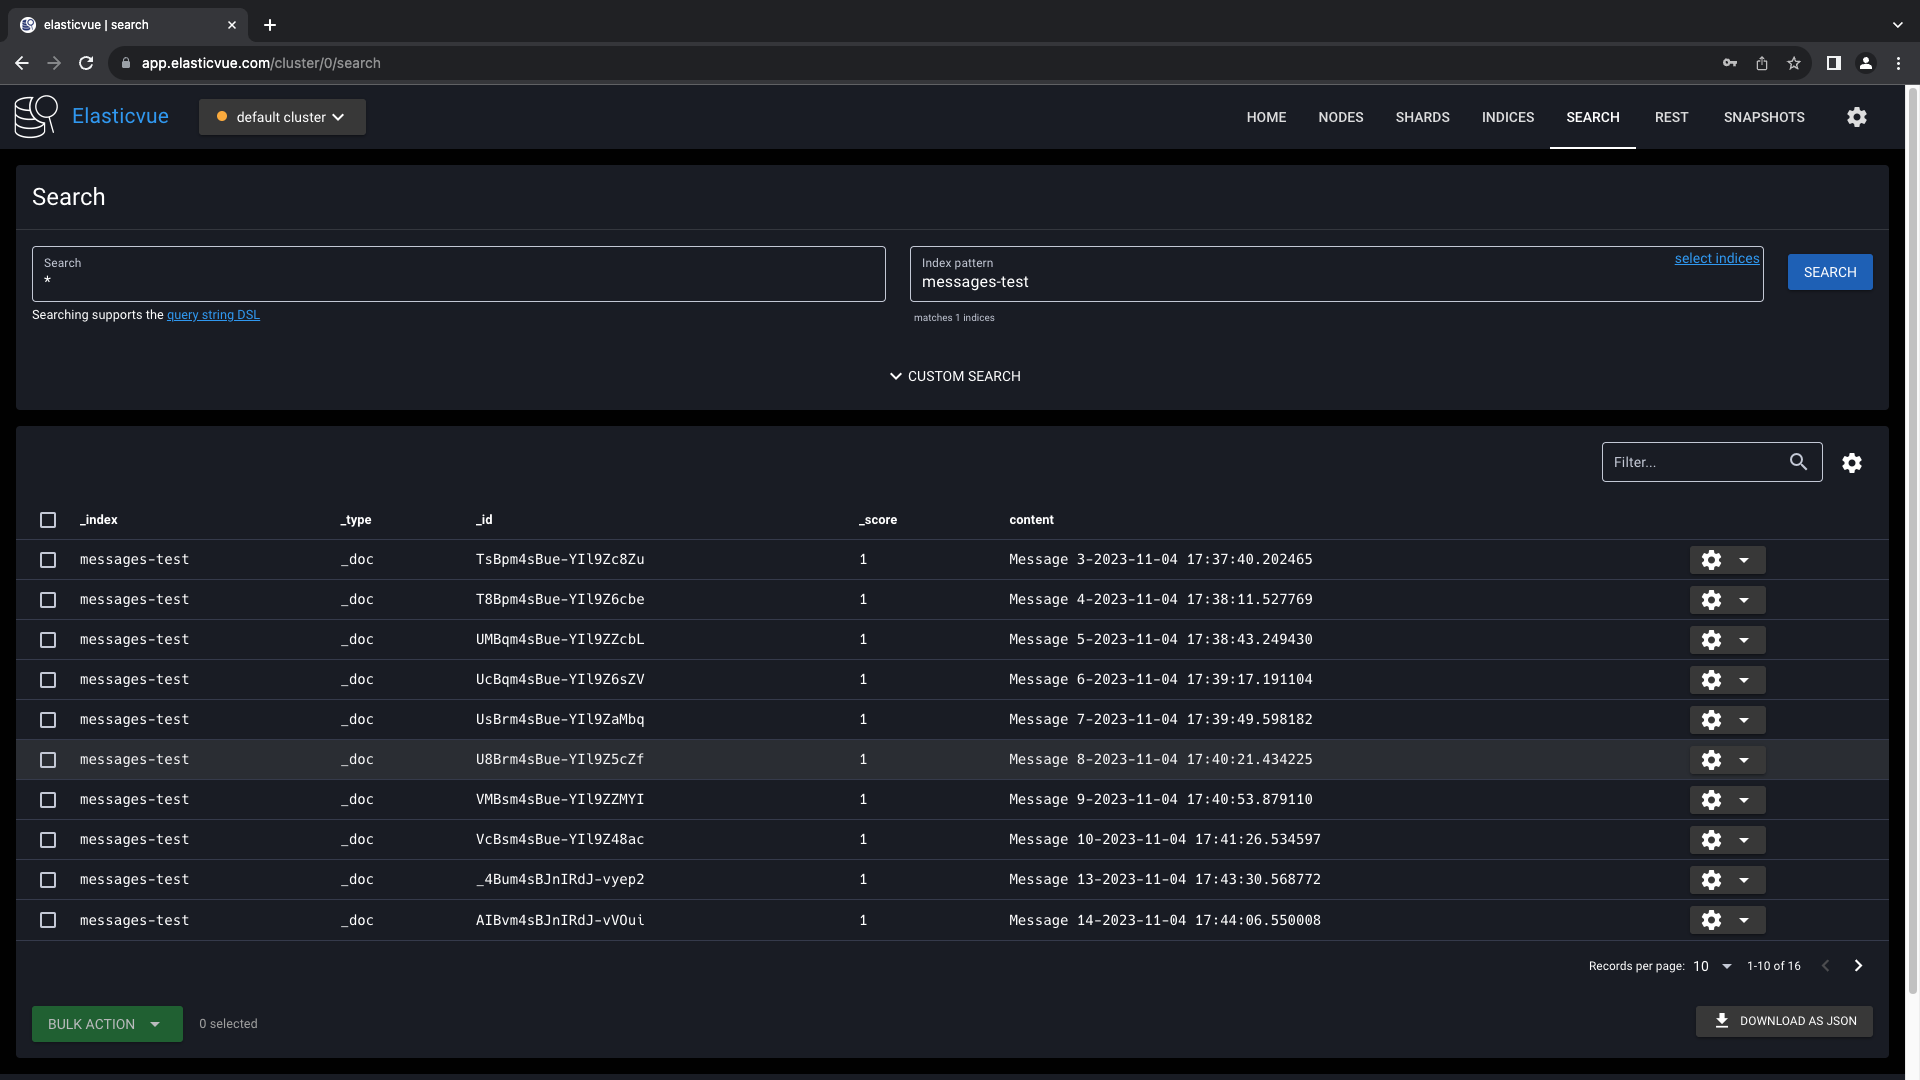 elasticvue | search
app.elasticvue.com/cluster/0/search
Elasticvue
default cluster
HOME NODES SHARDS INDICES SEARCH REST SNAPSHOTS
Search
Search
*
Index pattern
messages-test
select indices
SEARCH
Searching supports the query string DSL
matches 1 indices
CUSTOM SEARCH
Filter...
_index _type _id _score content
messages-test _doc TsBpm4sBue-YIl9Zc8Zu 1 Message 3-2023-11-04 17:37:40.202465
messages-test _doc T8Bpm4sBue-YIl9Z6cbe 1 Message 4-2023-11-04 17:38:11.527769
messages-test _doc UMBqm4sBue-YIl9ZZcbL 1 Message 5-2023-11-04 17:38:43.249430
messages-test _doc UcBqm4sBue-YIl9Z6sZV 1 Message 6-2023-11-04 17:39:17.191104
messages-test _doc UsBrm4sBue-YIl9ZaMbq 1 Message 7-2023-11-04 17:39:49.598182
messages-test _doc U8Brm4sBue-YIl9Z5cZf 1 Message 8-2023-11-04 17:40:21.434225
messages-test _doc VMBsm4sBue-YIl9ZZMYI 1 Message 9-2023-11-04 17:40:53.879110
messages-test _doc VcBsm4sBue-YIl9Z48ac 1 Message 10-2023-11-04 17:41:26.534597
messages-test _doc _4Bum4sBJnIRdJ-vyep2 1 Message 13-2023-11-04 17:43:30.568772
messages-test _doc AIBvm4sBJnIRdJ-vVOui 1 Message 14-2023-11-04 17:44:06.550008
Records per page: 10 1-10 of 16
BULK ACTION 0 selected
DOWNLOAD AS JSON